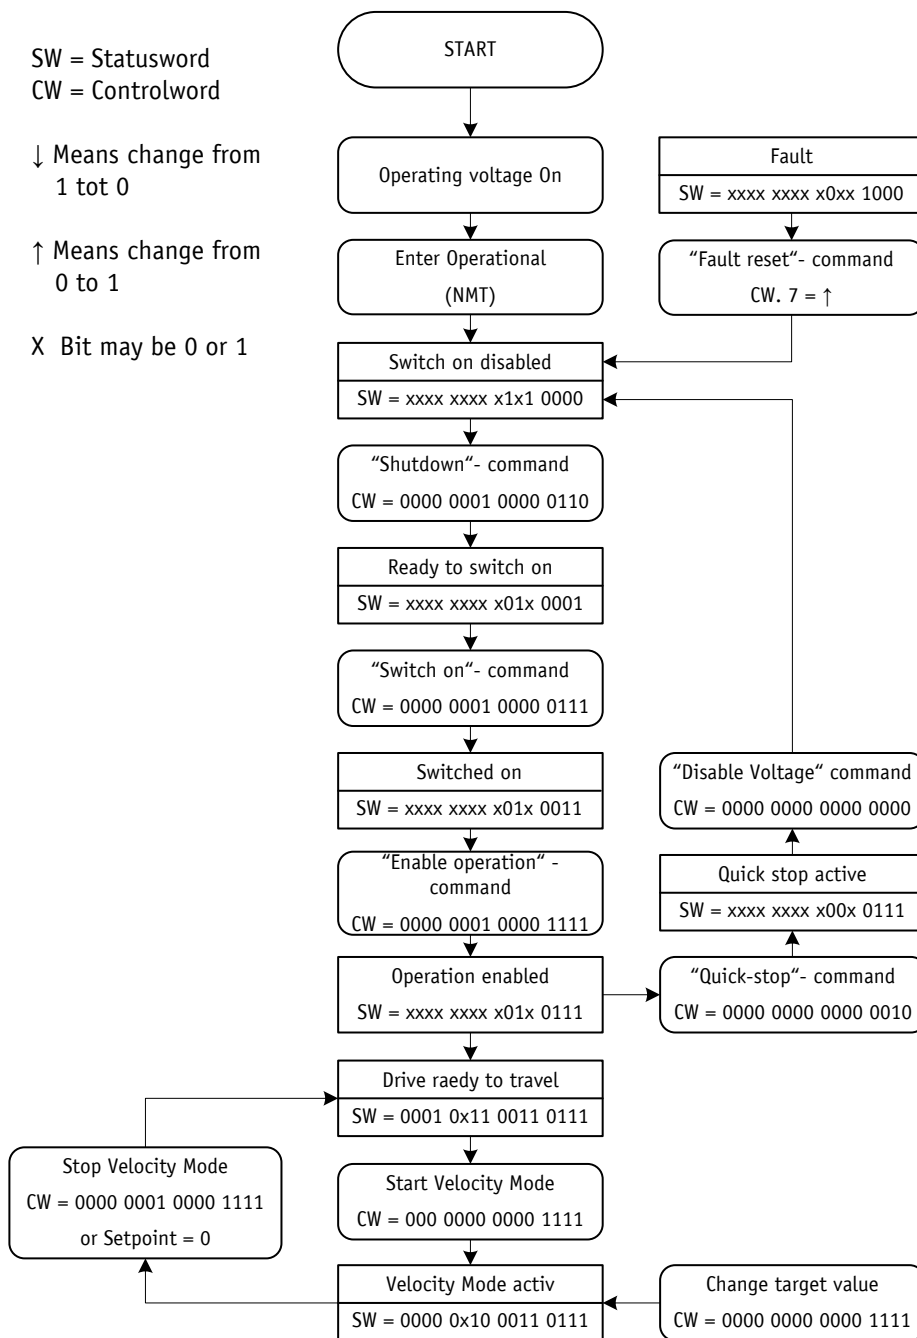 START
SW = Statusword
CW = Controlword
↓ Means change from
1 tot 0
↑ Means change from
0 to 1
X Bit may be 0 or 1
Operating voltage On
Enter Operational
(NMT)
Fault
SW = xxxx xxxx x0xx 1000
“Fault reset“- command
CW. 7 = ↑
Switch on disabled
SW = xxxx xxxx x1x1 0000
“Shutdown“- command
CW = 0000 0001 0000 0110
Ready to switch on
SW = xxxx xxxx x01x 0001
“Switch on“- command
CW = 0000 0001 0000 0111
Switched on
SW = xxxx xxxx x01x 0011
“Enable operation“ -
command
CW = 0000 0001 0000 1111
Operation enabled
SW = xxxx xxxx x01x 0111
“Disable Voltage“ command
CW = 0000 0000 0000 0000
Quick stop active
SW = xxxx xxxx x00x 0111
“Quick-stop“- command
CW = 0000 0000 0000 0010
Drive raedy to travel
SW = 0001 0x11 0011 0111
Stop Velocity Mode
CW = 0000 0001 0000 1111
or Setpoint = 0
Start Velocity Mode
CW = 000 0000 0000 1111
Velocity Mode activ
SW = 0000 0x10 0011 0111
Change target value
CW = 0000 0000 0000 1111